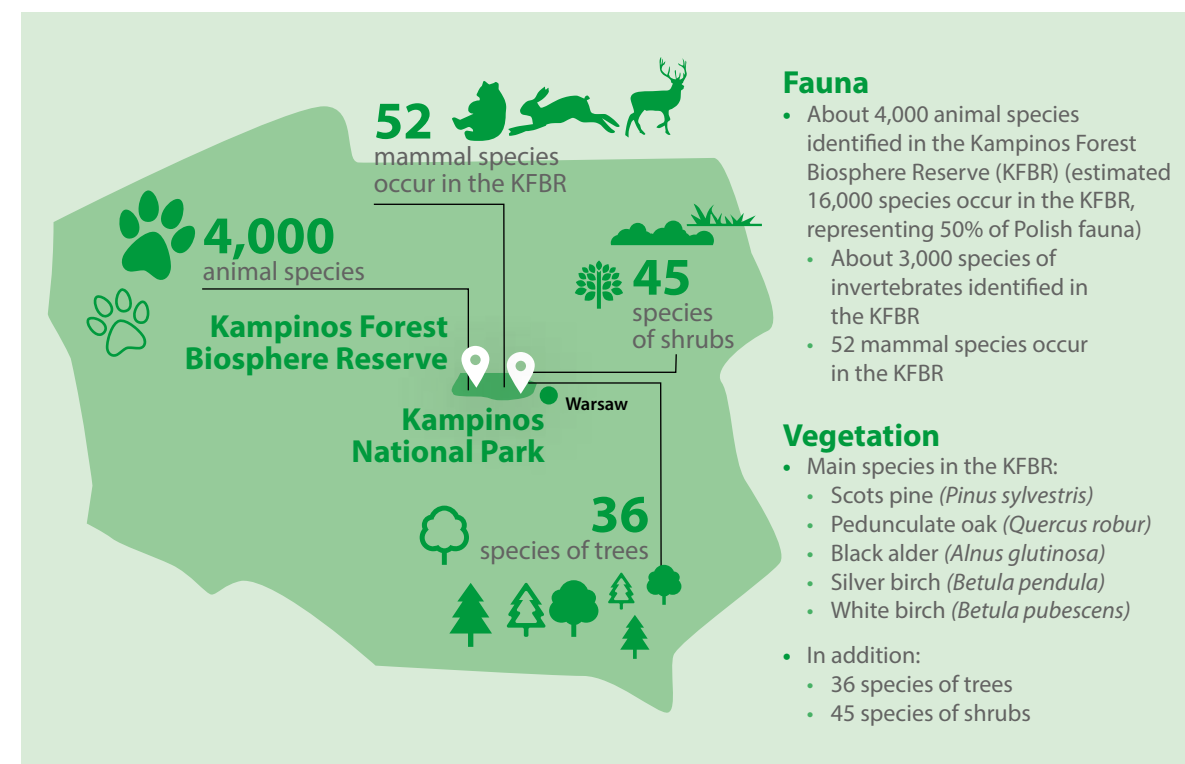 52
mammal species
occur in the KFBR
4,000
animal species
45
species
of shrubs
Kampinos Forest
Biosphere Reserve
Warsaw
Kampinos
National Park
36
species of trees
Fauna
• About 4,000 animal species
identified in the Kampinos Forest
Biosphere Reserve (KFBR) (estimated
16,000 species occur in the KFBR,
representing 50% of Polish fauna)
• About 3,000 species of
invertebrates identified in
the KFBR
• 52 mammal species occur
in the KFBR
Vegetation
• Main species in the KFBR:
• Scots pine (Pinus sylvestris)
• Pedunculate oak (Quercus robur)
• Black alder (Alnus glutinosa)
• Silver birch (Betula pendula)
• White birch (Betula pubescens)
• In addition:
• 36 species of trees
• 45 species of shrubs